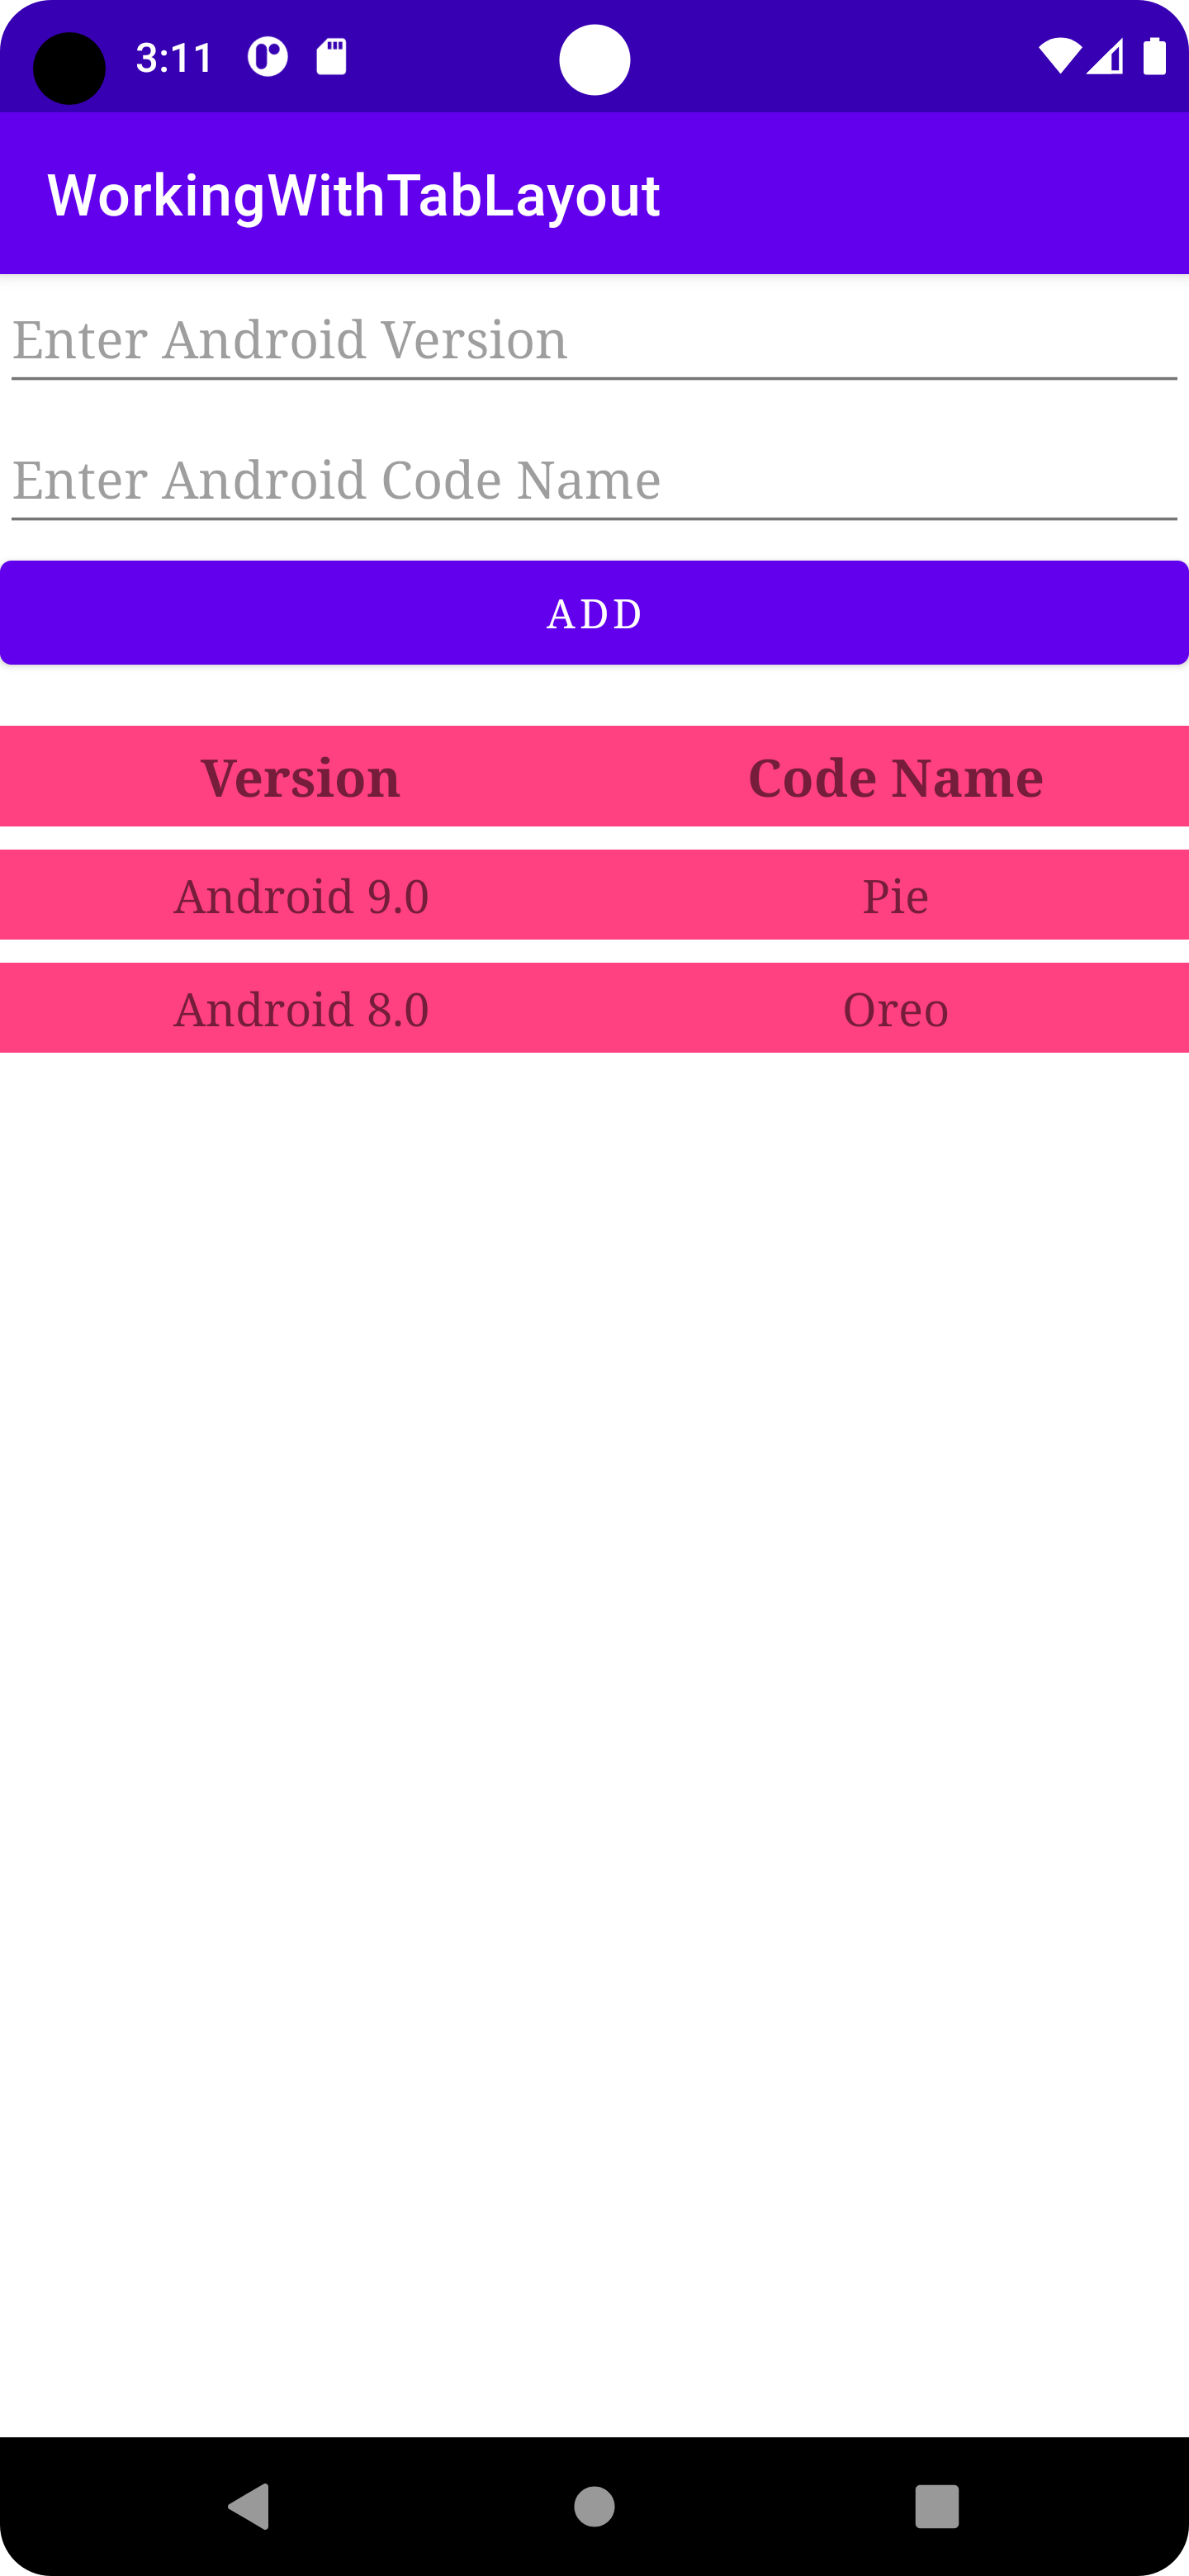 3:11
WorkingWithTabLayout
Enter Android Version
Enter Android Code Name
ADD
Version Code Name
Android 9.0 Pie
Android 8.0 Oreo